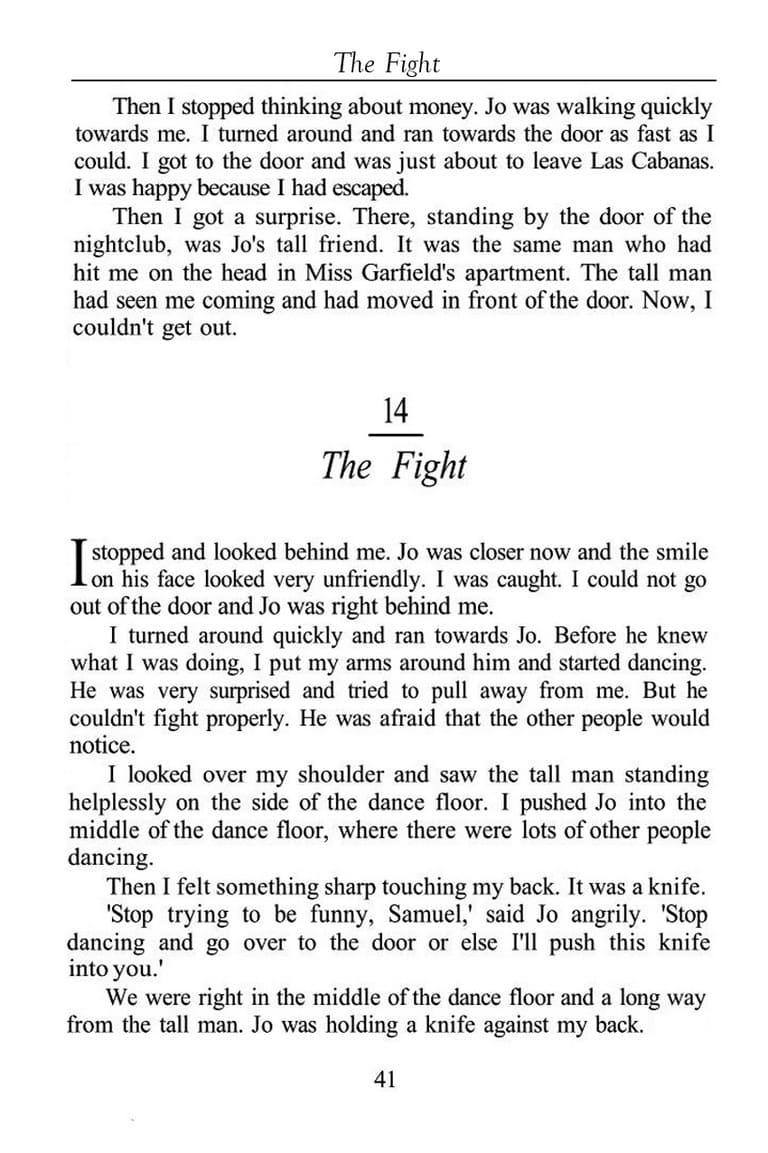 The Fight
Then I stopped thinking about money. Jo was walking quickly
towards me. I turned around and ran towards the door as fast as I
could. I got to the door and was just about to leave Las Cabanas.
I was happy because I had escaped.
Then I got a surprise. There, standing by the door of the
nightclub, was Jo's tall friend. It was the same man who had
hit me on the head in Miss Garfield's apartment. The tall man
had seen me coming and had moved in front of the door. Now, I
couldn't get out.
14
The Fight
I stopped and looked behind me. Jo was closer now and the smile
on his face looked very unfriendly. I was caught. I could not go
out of the door and Jo was right behind me.
I turned around quickly and ran towards Jo. Before he knew
what I was doing, I put my arms around him and started dancing.
He was very surprised and tried to pull away from me. But he
couldn't fight properly. He was afraid that the other people would
notice.
I looked over my shoulder and saw the tall man standing
helplessly on the side of the dance floor. I pushed Jo into the
middle of the dance floor, where there were lots of other people
dancing.
Then I felt something sharp touching my back. It was a knife.
'Stop trying to be funny, Samuel,' said Jo angrily. 'Stop
dancing and go over to the door or else I'll push this knife
into you.'
We were right in the middle of the dance floor and a long way
from the tall man. Jo was holding a knife against my back.
41